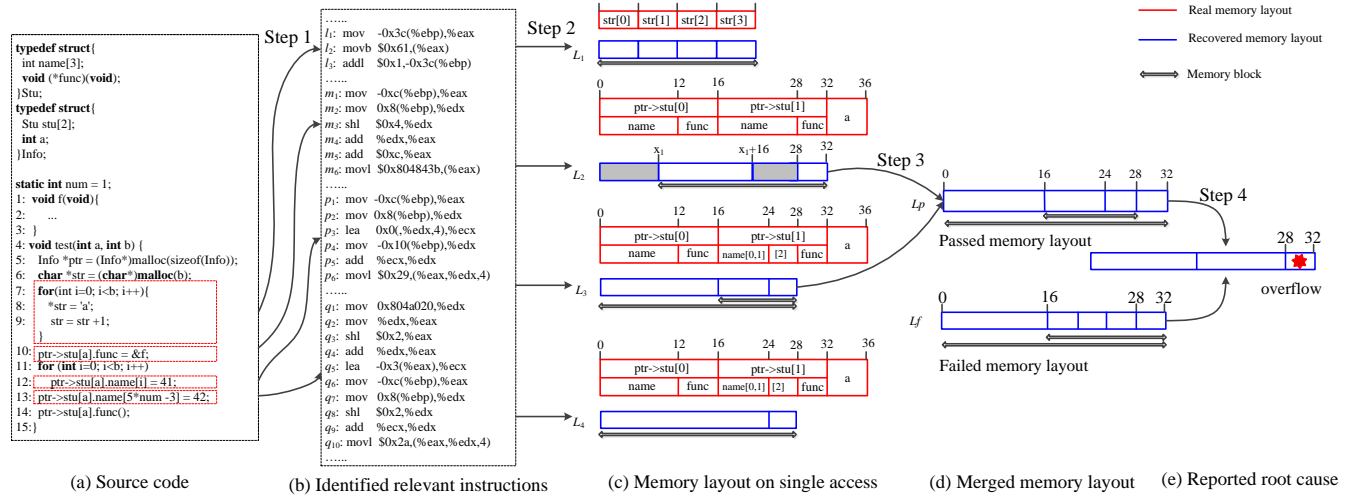 typedef struct{
int name[3];
void (*func)(void);
}Stu;
typedef struct{
Stu stu[2];
int a;
}Info;
static int num = 1;
1: void f(void){
2: ...
3: }
4: void test(int a, int b) {
5: Info *ptr = (Info*)malloc(sizeof(Info));
6: char *str = (char*)malloc(b);
7: for(int i=0; i<b; i++){
8: *str = 'a';
9: str = str +1;
}
10: ptr->stu[a].func = &f;
11: for (int i=0; i<b; i++)
12: ptr->stu[a].name[i] = 41;
13: ptr->stu[a].name[5*num -3] = 42;
14: ptr->stu[a].func();
15:}
(a) Source code
Step 1
......
l1: mov -0x3c(%ebp),%eax
l2: movb $0x61,(%eax)
l3: addl $0x1,-0x3c(%ebp)
......
m1: mov -0xc(%ebp),%eax
m2: mov 0x8(%ebp),%edx
m3: shl $0x4,%edx
m4: add %edx,%eax
m5: add $0xc,%eax
m6: movl $0x804843b,(%eax)
......
p1: mov -0xc(%ebp),%eax
p2: mov 0x8(%ebp),%edx
p3: lea 0x0(,%edx,4),%ecx
p4: mov -0x10(%ebp),%edx
p5: add %ecx,%edx
p6: movl $0x29,(%eax,%edx,4)
......
q1: mov 0x804a020,%edx
q2: mov %edx,%eax
q3: shl $0x2,%eax
q4: add %edx,%eax
q5: lea -0x3(%eax),%ecx
q6: mov -0xc(%ebp),%eax
q7: mov 0x8(%ebp),%edx
q8: shl $0x2,%edx
q9: add %ecx,%edx
q10: movl $0x2a,(%eax,%edx,4)
......
(b) Identified relevant instructions
Step 2
str[0] str[1] str[2] str[3]
L1
0 12 16 28 32 36
ptr->stu[0] ptr->stu[1] a
name func name func
x1 x1+16 28 32
L2
0 12 16 24 28 32 36
ptr->stu[0] ptr->stu[1] a
name func name[0,1] [2] func
L3
0 12 16 24 28 32 36
ptr->stu[0] ptr->stu[1] a
name func name[0,1] [2] func
L4
(c) Memory layout on single access
Real memory layout
Recovered memory layout
Memory block
Step 3
0 16 24 28 32
Lp
Passed memory layout
0 16 28 32
Lf
Failed memory layout
(d) Merged memory layout
Step 4
28 32
overflow
(e) Reported root cause